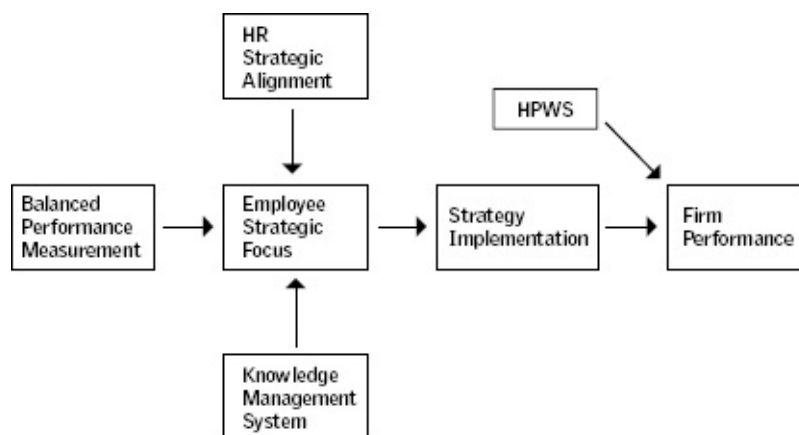 HR
Strategic
Alignment
HPWS
Balanced
Performance
Measurement
Employee
Strategic
Focus
Strategy
Implementation
Firm
Performance
Knowledge
Management
System